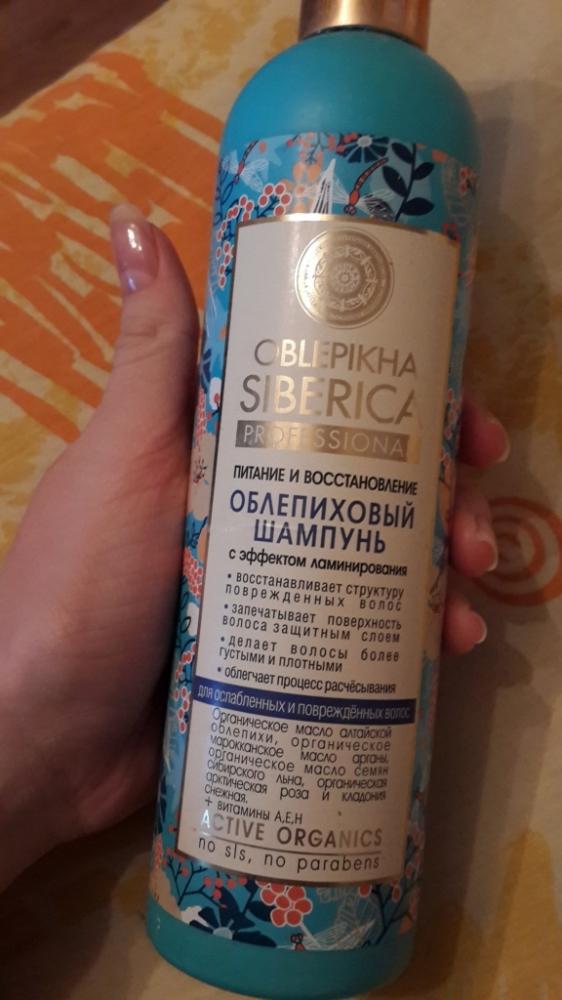 OBLEPIKHA
SIBERICA
PROFESSIONAL
ПИТАНИЕ И ВОССТАНОВЛЕНИЕ
ОБЛЕПИХОВЫЙ
ШАМПУНЬ
с эффектом ламинирования
• восстанавливает структуру
поврежденных волос
• запечатывает поверхность
волоса защитным слоем
• делает волосы более
густыми и плотными
• облегчает процесс расчёсывания
для ослабленных и повреждённых волос
Органическое масло алтайской
облепихи, органическое
марокканское масло арганы,
органическое масло семян
сибирского льна, органическая
арктическая роза и кладония
снежная.
+ витамины А,Е,Н
ACTIVE ORGANICS
no sls, no parabens